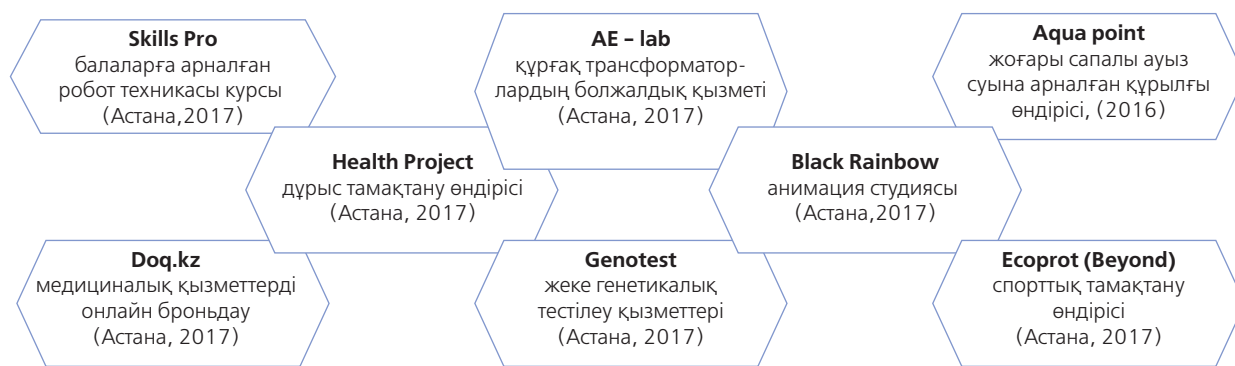 Skills Pro
балаларға арналған
робот техникасы курсы
(Астана,2017)
AE – lab
құрғақ трансформатор-
лардың болжалдық қызметі
(Астана, 2017)
Aqua point
жоғары сапалы ауыз
суына арналған құрылғы
өндірісі, (2016)
Health Project
дұрыс тамақтану өндірісі
(Астана, 2017)
Black Rainbow
анимация студиясы
(Астана,2017)
Doq.kz
медициналық қызметтерді
онлайн броньдау
(Астана, 2017)
Genotest
жеке генетикалық
тестілеу қызметтері
(Астана, 2017)
Ecoprot (Beyond)
спорттық тамақтану
өндірісі
(Астана, 2017)